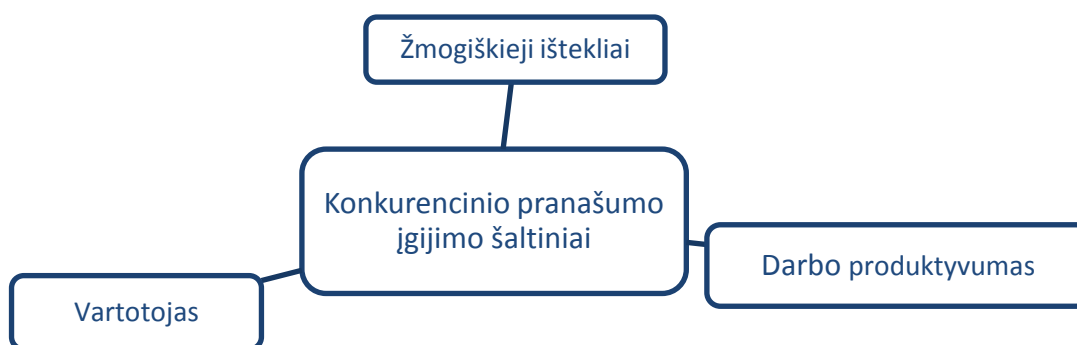 Žmogiškieji ištekliai
Konkurencinio pranašumo
įgijimo šaltiniai
Darbo produktyvumas
Vartotojas